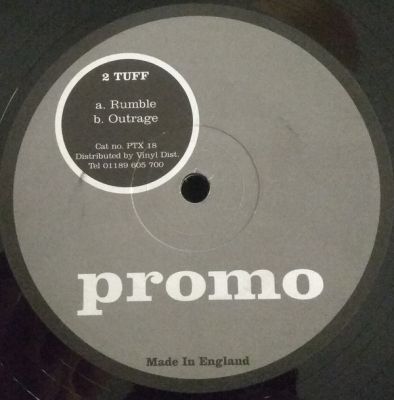 2 TUFF
a. Rumble
b. Outrage
Cat no. PTX 18
Distributed by Vinyl Dist.
Tel 01189 605 700
promo
Made In England